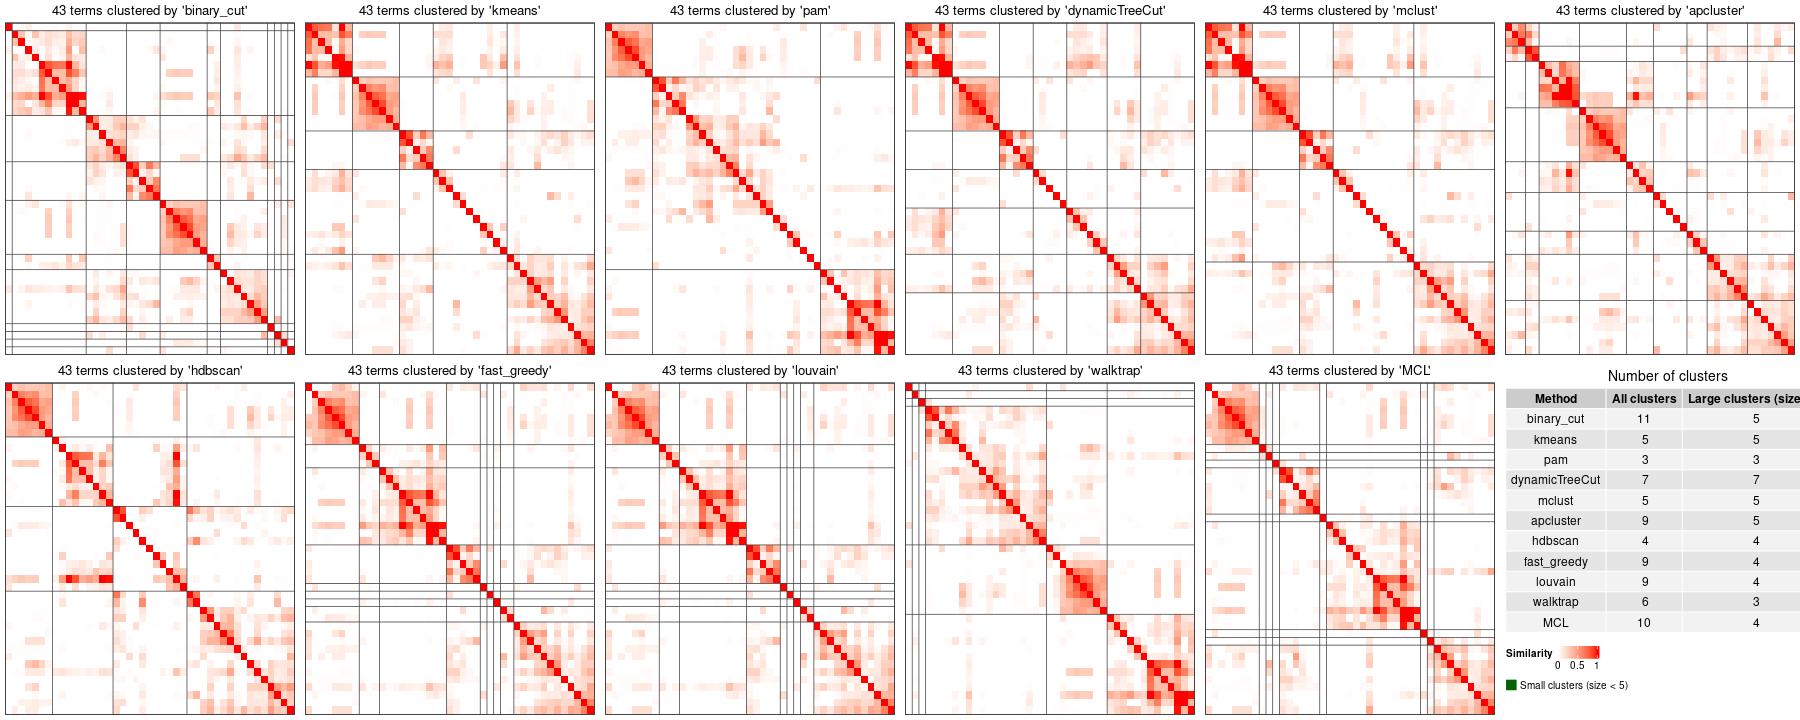 43 terms clustered by 'binary_cut'
43 terms clustered by 'kmeans'
43 terms clustered by 'pam'
43 terms clustered by 'dynamicTreeCut'
43 terms clustered by 'mclust'
43 terms clustered by 'apcluster'
43 terms clustered by 'hdbscan'
43 terms clustered by 'fast_greedy'
43 terms clustered by 'louvain'
43 terms clustered by 'walktrap'
43 terms clustered by 'MCL'
Number of clusters
Method All clusters Large clusters (size
binary_cut 11 5
kmeans 5 5
pam 3 3
dynamicTreeCut 7 7
mclust 5 5
apcluster 9 5
hdbscan 4 4
fast_greedy 9 4
louvain 9 4
walktrap 6 3
MCL 10 4
Similarity
0 0.5 1
Small clusters (size < 5)